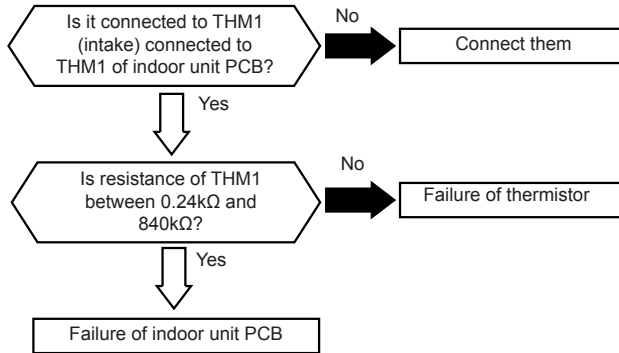 Is it connected to THM1
(intake) connected to
THM1 of indoor unit PCB?
No
Connect them
Yes
Is resistance of THM1
between 0.24kΩ and
840kΩ?
No
Failure of thermistor
Yes
Failure of indoor unit PCB